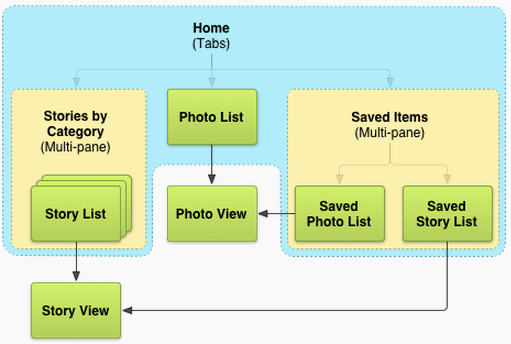 Home
(Tabs)
Stories by
Category
(Multi-pane)
Photo List
Saved Items
(Multi-pane)
Story List
Photo View
Saved
Photo List
Saved
Story List
Story View